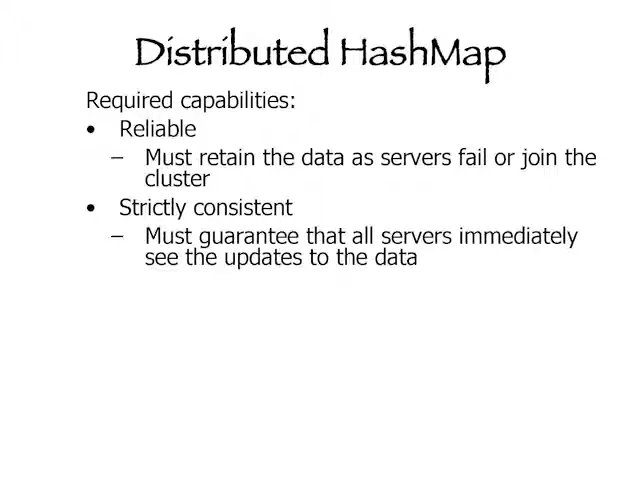 Distributed HashMap
Required capabilities:
• Reliable
– Must retain the data as servers fail or join the
cluster
• Strictly consistent
– Must guarantee that all servers immediately
see the updates to the data